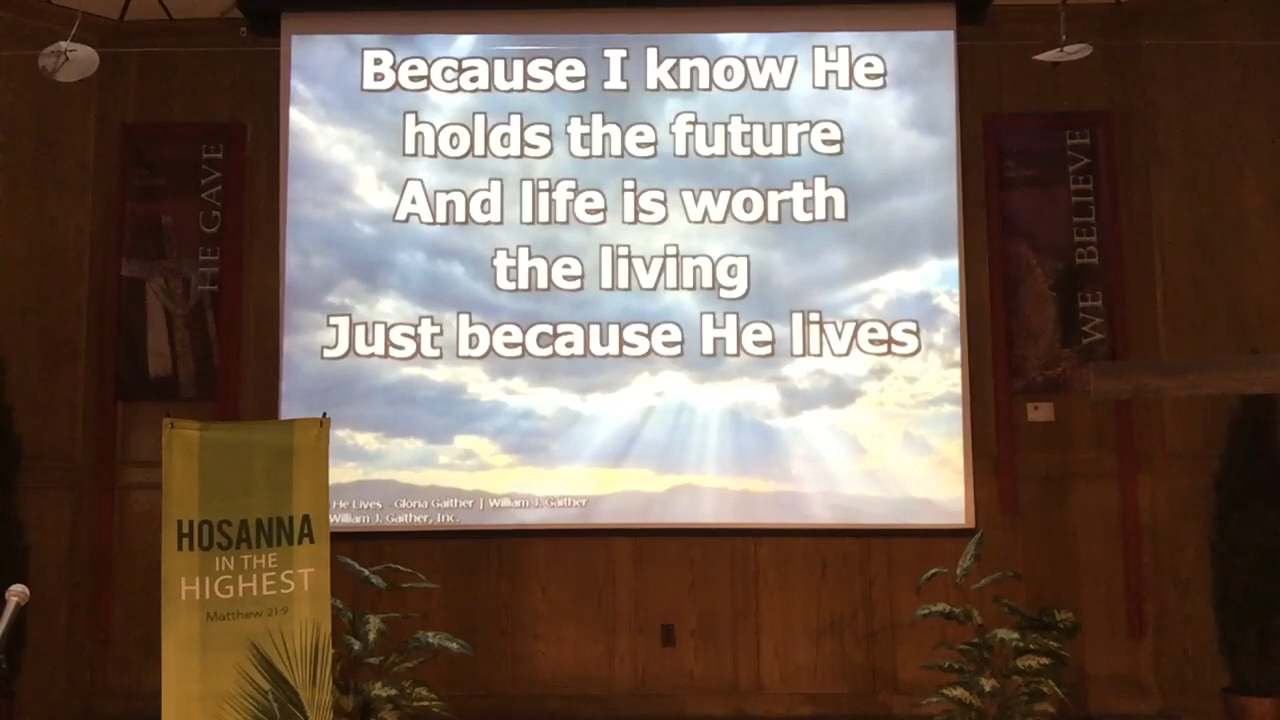 Because I know He
holds the future
And life is worth
the living
Just because He lives
He Lives - Gloria Gaither | William J. Gaither
William J. Gaither, Inc.
HE GAVE
WE BELIEVE
HOSANNA
IN THE
HIGHEST
Matthew 21:9